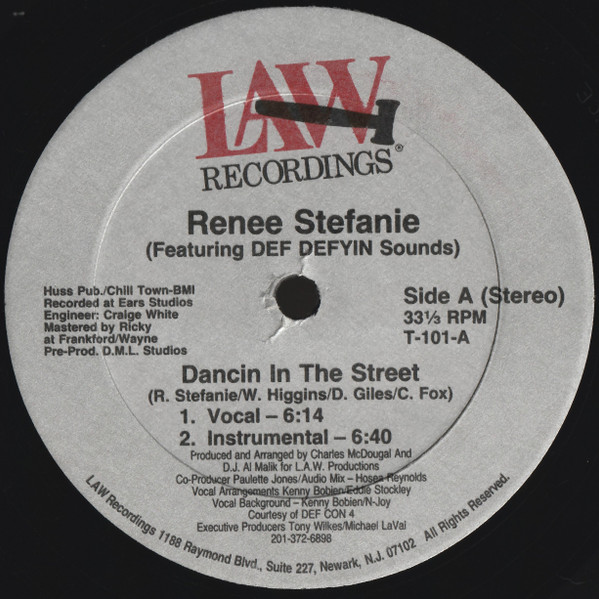 LAW
RECORDINGS®
Renee Stefanie
(Featuring DEF DEFYIN Sounds)
Huss Pub./Chill Town-BMI
Recorded at Ears Studios
Engineer: Craige White
Mastered by Ricky
at Frankford/Wayne
Pre-Prod. D.M.L. Studios
Side A (Stereo)
33⅓ RPM
T-101-A
Dancin In The Street
(R. Stefanie/W. Higgins/D. Giles/C. Fox)
1. Vocal – 6:14
2. Instrumental – 6:40
Produced and Arranged by Charles McDougal And
D.J. Al Malik for L.A.W. Productions
Co-Producer Paulette Jones/Audio Mix – Hosea Reynolds
Vocal Arrangements Kenny Bobien/Eddie Stockley
Vocal Background – Kenny Bobien/N-Joy
Courtesy of DEF CON 4
Executive Producers Tony Wilkes/Michael LaVal
201-372-6898
LAW Recordings 1188 Raymond Blvd., Suite 227, Newark, N.J. 07102 All Rights Reserved.